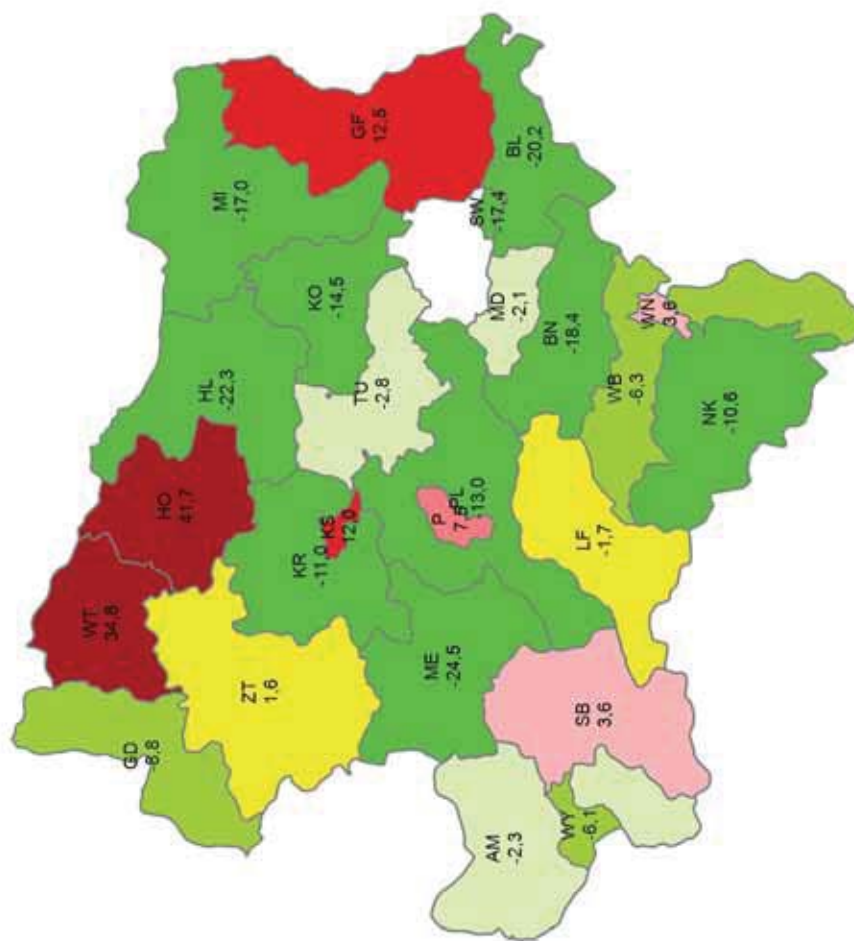 WT
34,8
GD
HO
41,7
HL
-22,3
MI
-17,0
ZT
1,6
KR
-11,0
KO
-14,5
KS
12,0
TU
-2,8
GF
12,5
ME
-24,5
P
7,5
PL
-13,0
SW
-17,4
AM
-2,3
MD
-2,1
BL
-20,2
BN
-18,4
WY
-6,1
SB
3,6
LF
-1,7
WB
-6,3
WN
3,6
NK
-10,6